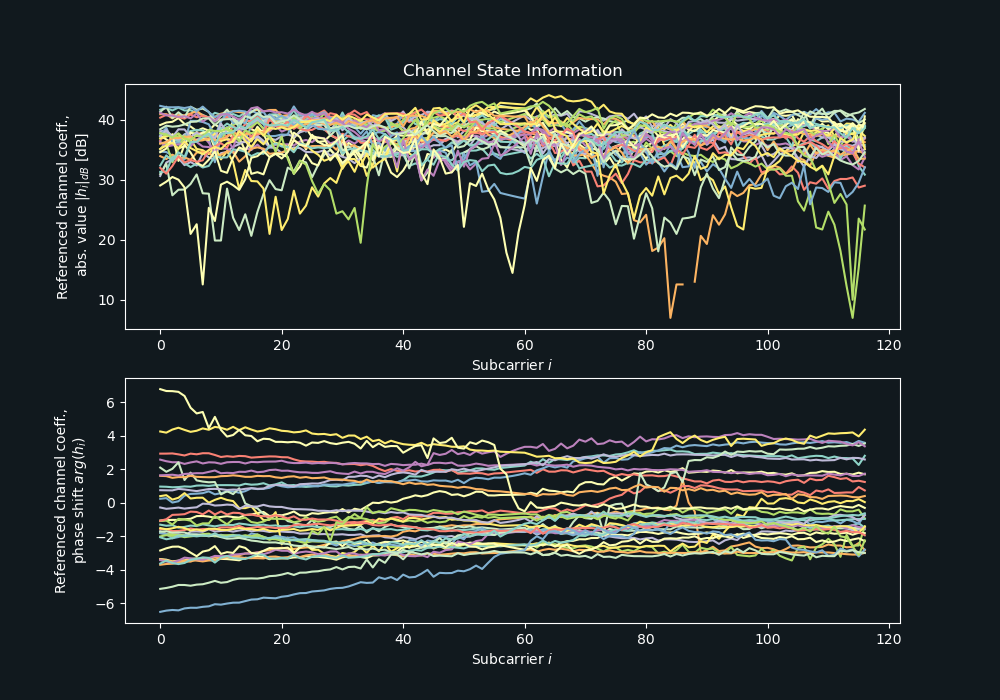 Channel State Information
Referenced channel coeff.,
abs. value |h_i|_dB [dB]
40
30
20
10
0 20 40 60 80 100 120
Subcarrier i
Referenced channel coeff.,
phase shift arg(h_i)
6
4
2
0
−2
−4
−6
0 20 40 60 80 100 120
Subcarrier i